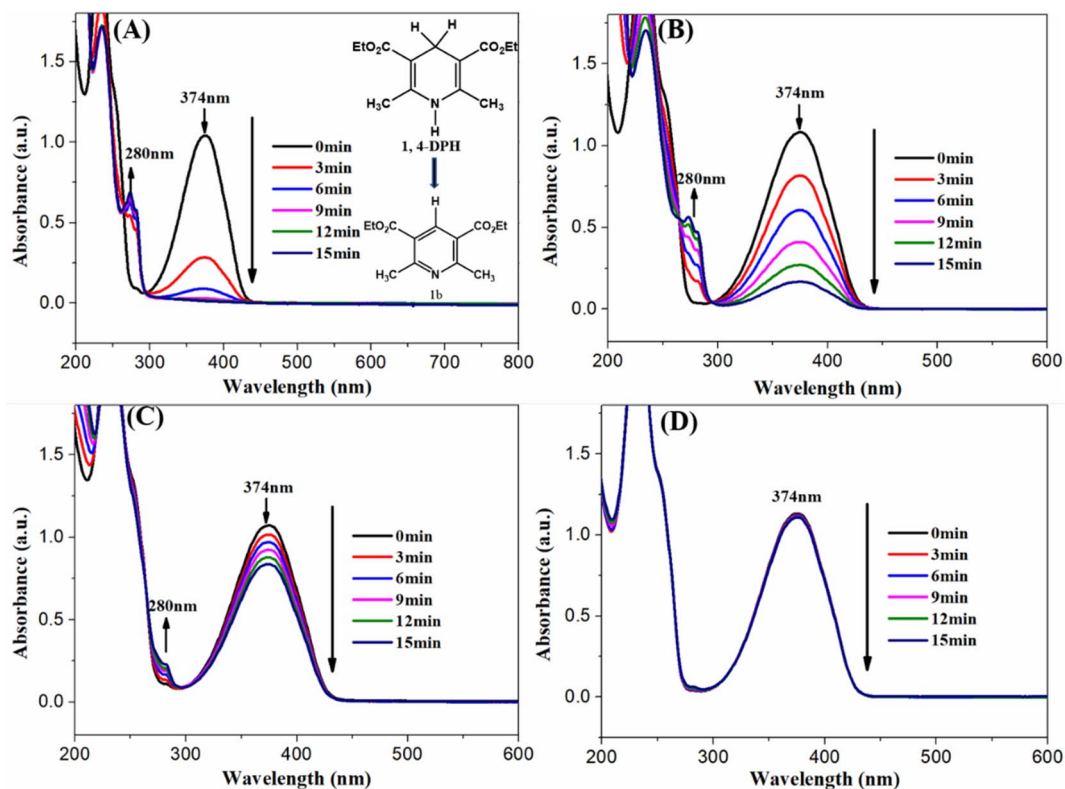 (A)
374nm
280nm
0min
3min
6min
9min
12min
15min
H H
EtO₂C CO₂Et
H₃C N CH₃
H
1, 4-DPH
H
EtO₂C CO₂Et
H₃C N CH₃
1b
Absorbance (a.u.)
1.5
1.0
0.5
0.0
200 300 400 500 600 700 800
Wavelength (nm)
(B)
374nm
280nm
0min
3min
6min
9min
12min
15min
Absorbance (a.u.)
1.5
1.0
0.5
0.0
200 300 400 500 600
Wavelength (nm)
(C)
374nm
280nm
0min
3min
6min
9min
12min
15min
Absorbance (a.u.)
1.5
1.0
0.5
0.0
200 300 400 500 600
Wavelength (nm)
(D)
374nm
0min
3min
6min
9min
12min
15min
Absorbance (a.u.)
1.5
1.0
0.5
0.0
200 300 400 500 600
Wavelength (nm)